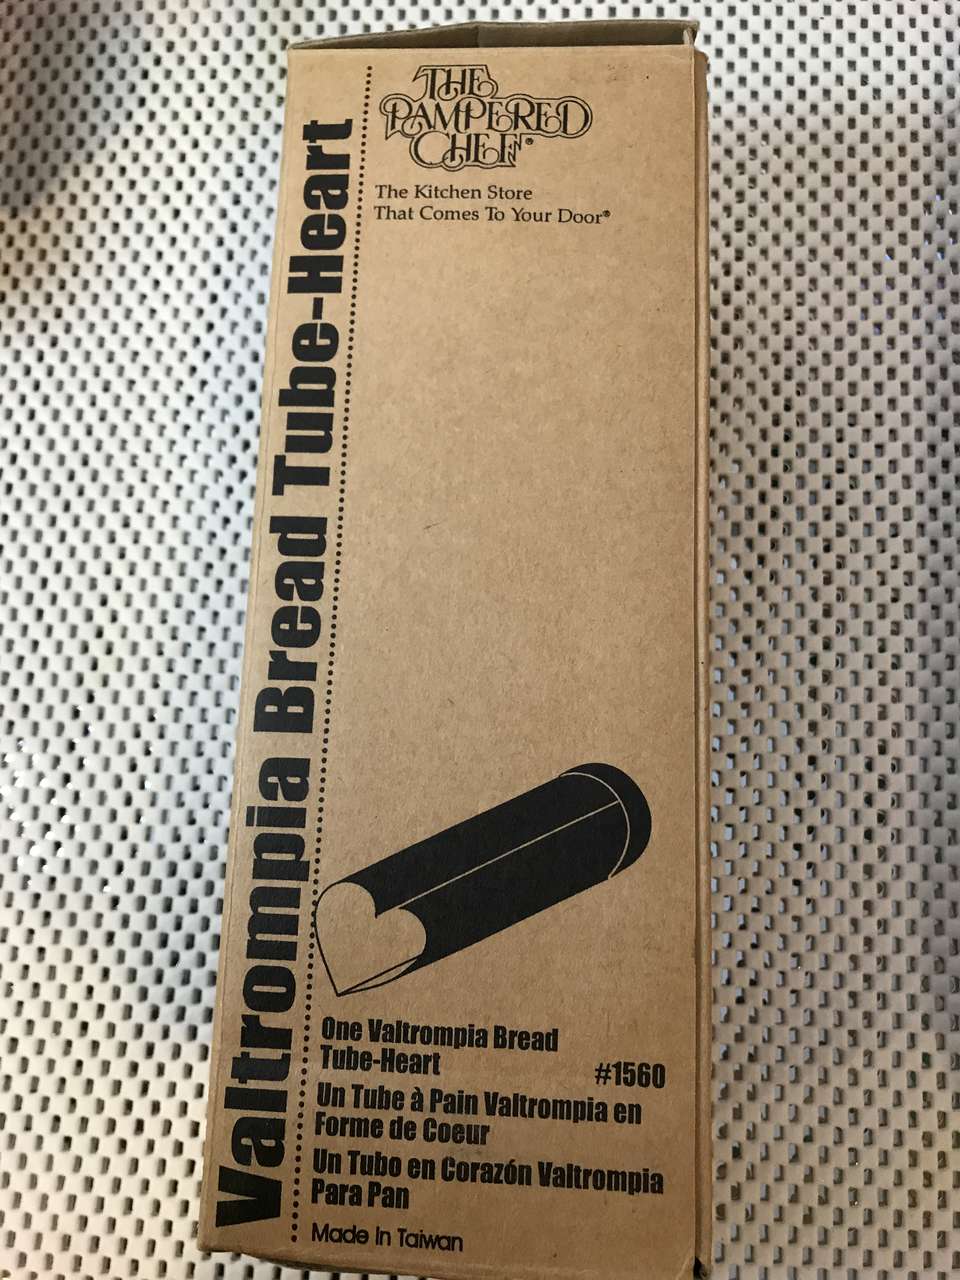 THE
PAMPERED
CHEF®
The Kitchen Store
That Comes To Your Door®
Valtrompia Bread Tube-Heart
One Valtrompia Bread
Tube-Heart
#1560
Un Tube à Pain Valtrompia en
Forme de Coeur
Un Tubo en Corazón Valtrompia
Para Pan
Made In Taiwan